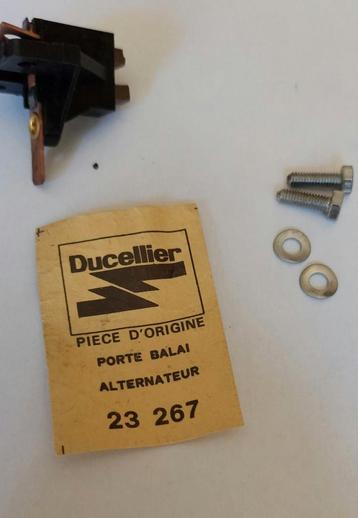 Ducellier
PIECE D'ORIGINE
PORTE BALAI
ALTERNATEUR
23 267